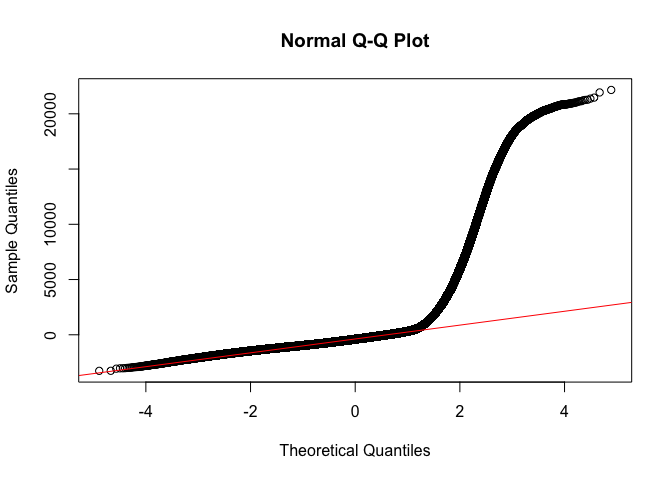 Normal Q-Q Plot
Sample Quantiles
20000
10000
5000
0
-4 -2 0 2 4
Theoretical Quantiles